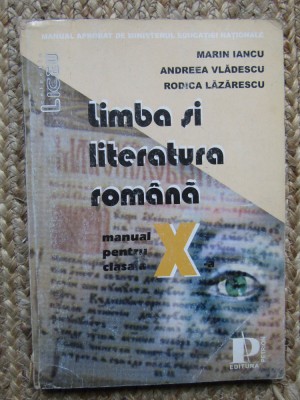 MANUAL APROBAT DE MINISTERUL EDUCAȚIEI NAȚIONALE
Liceu
MARIN IANCU
ANDREEA VLĂDESCU
RODICA LĂZĂRESCU
Limba și
literatura
română
manual
pentru
clasa a X-a
P
EDITURA